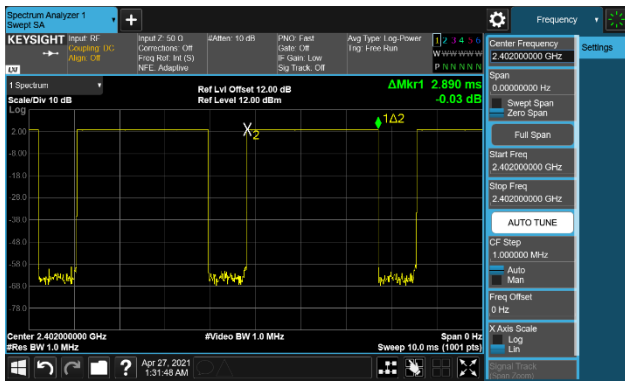 Spectrum Analyzer 1
Swept SA
Frequency
KEYSIGHT
Input: RF
Coupling: DC
Align: Off
Input Z: 50 Ω
Corrections: Off
Freq Ref: Int (S)
NFE: Adaptive
#Atten: 10 dB
PNO: Fast
Gate: Off
IF Gain: Low
Sig Track: Off
Avg Type: Log-Power
Trig: Free Run
1 2 3 4 5 6
W W W W W W
P N N N N N
LXI
1 Spectrum
Scale/Div 10 dB
Ref Lvl Offset 12.00 dB
Ref Level 12.00 dBm
ΔMkr1 2.890 ms
-0.03 dB
Log
2.00
-8.00
-18.0
-28.0
-38.0
-48.0
-58.0
-68.0
-78.0
X2
1Δ2
Center 2.402000000 GHz
#Res BW 1.0 MHz
#Video BW 1.0 MHz
Span 0 Hz
Sweep 10.0 ms (1001 pts)
Apr 27, 2021
1:31:48 AM
Center Frequency
2.402000000 GHz
Settings
Span
0.00000000 Hz
Swept Span
Zero Span
Full Span
Start Freq
2.402000000 GHz
Stop Freq
2.402000000 GHz
AUTO TUNE
CF Step
1.000000 MHz
Auto
Man
Freq Offset
0 Hz
X Axis Scale
Log
Lin
Signal Track
(Span Zoom)